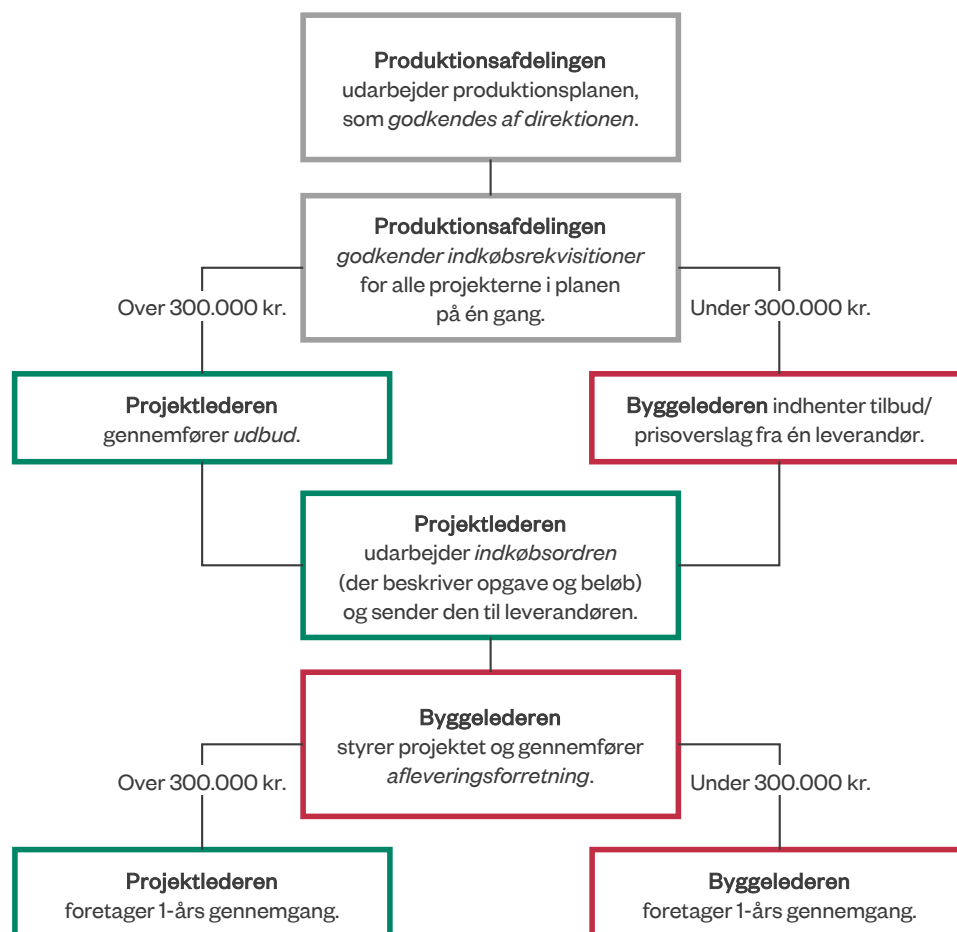 Produktionsafdelingen
udarbejder produktionsplanen,
som godkendes af direktionen.
Produktionsafdelingen
godkender indkøbsrekvisitioner
for alle projekterne i planen
på én gang.
Over 300.000 kr.
Under 300.000 kr.
Projektlederen
gennemfører udbud.
Byggelederen indhenter tilbud/
prisoverslag fra én leverandør.
Projektlederen
udarbejder indkøbsordren
(der beskriver opgave og beløb)
og sender den til leverandøren.
Byggelederen
styrer projektet og gennemfører
afleveringsforretning.
Over 300.000 kr.
Under 300.000 kr.
Projektlederen
foretager 1-års gennemgang.
Byggelederen
foretager 1-års gennemgang.